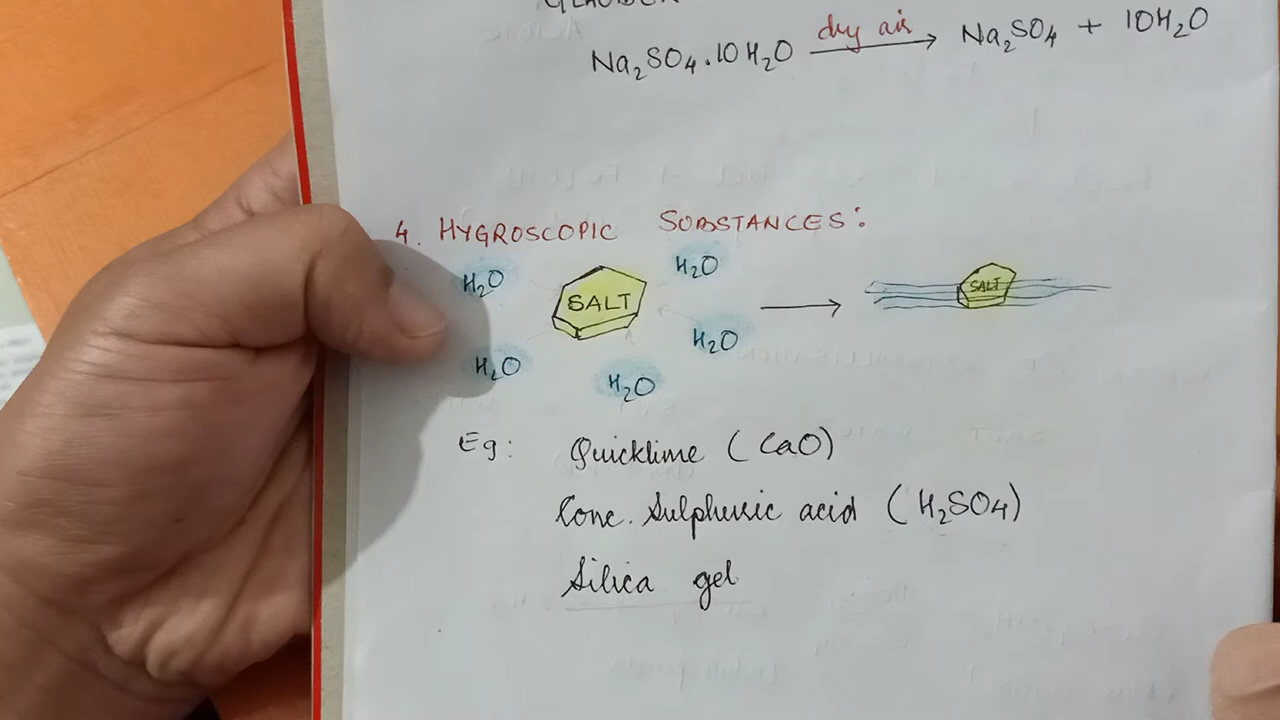 Na₂SO₄.10H₂O dry air → Na₂SO₄ + 10H₂O
4. HYGROSCOPIC SUBSTANCES:
H₂O SALT H₂O → SALT
H₂O H₂O
H₂O
Eg: Quicklime (CaO)
Conc. Sulphuric acid (H₂SO₄)
Silica gel